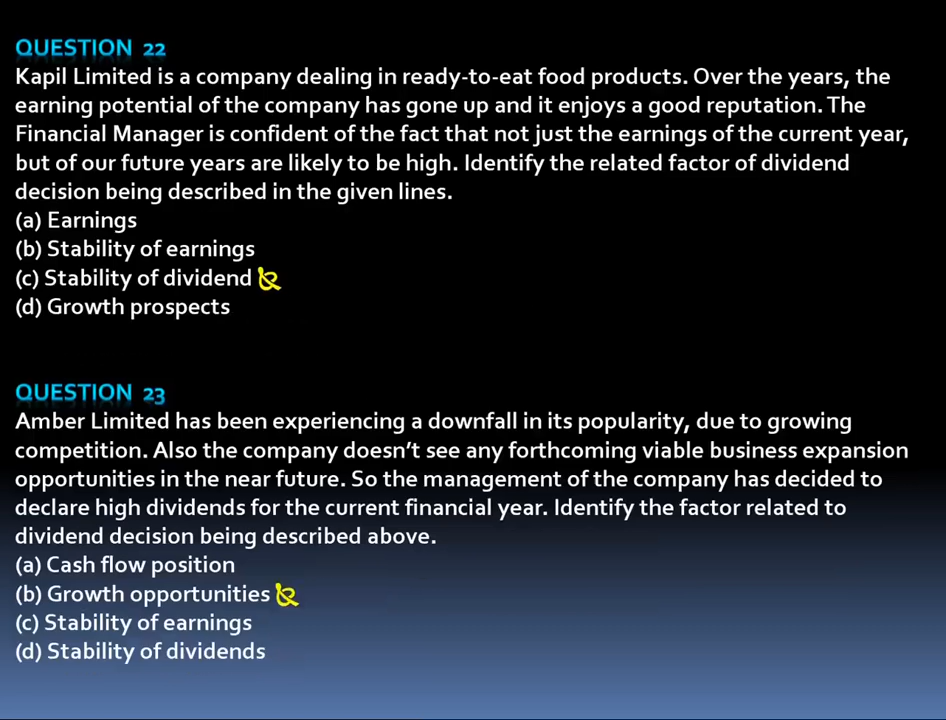 QUESTION 22
Kapil Limited is a company dealing in ready-to-eat food products. Over the years, the
earning potential of the company has gone up and it enjoys a good reputation. The
Financial Manager is confident of the fact that not just the earnings of the current year,
but of our future years are likely to be high. Identify the related factor of dividend
decision being described in the given lines.
(a) Earnings
(b) Stability of earnings
(c) Stability of dividend
(d) Growth prospects
QUESTION 23
Amber Limited has been experiencing a downfall in its popularity, due to growing
competition. Also the company doesn't see any forthcoming viable business expansion
opportunities in the near future. So the management of the company has decided to
declare high dividends for the current financial year. Identify the factor related to
dividend decision being described above.
(a) Cash flow position
(b) Growth opportunities
(c) Stability of earnings
(d) Stability of dividends